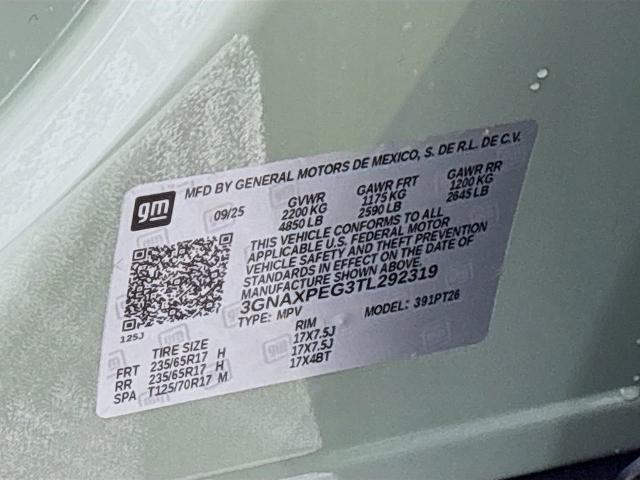 gm
MFD BY GENERAL MOTORS DE MEXICO, S. DE R.L. DE C.V.
09/25 GVWR GAWR FRT GAWR RR
2200 KG 1175 KG 1200 KG
4850 LB 2590 LB 2645 LB
THIS VEHICLE CONFORMS TO ALL
APPLICABLE U.S. FEDERAL MOTOR
VEHICLE SAFETY AND THEFT PREVENTION
STANDARDS IN EFFECT ON THE DATE OF
MANUFACTURE SHOWN ABOVE.
3GNAXPEG3TL292319
TYPE: MPV MODEL: 391PT26
125J
TIRE SIZE RIM
FRT 235/65R17 H 17X7.5J
RR 235/65R17 H 17X7.5J
SPA T125/70R17 M 17X4BT